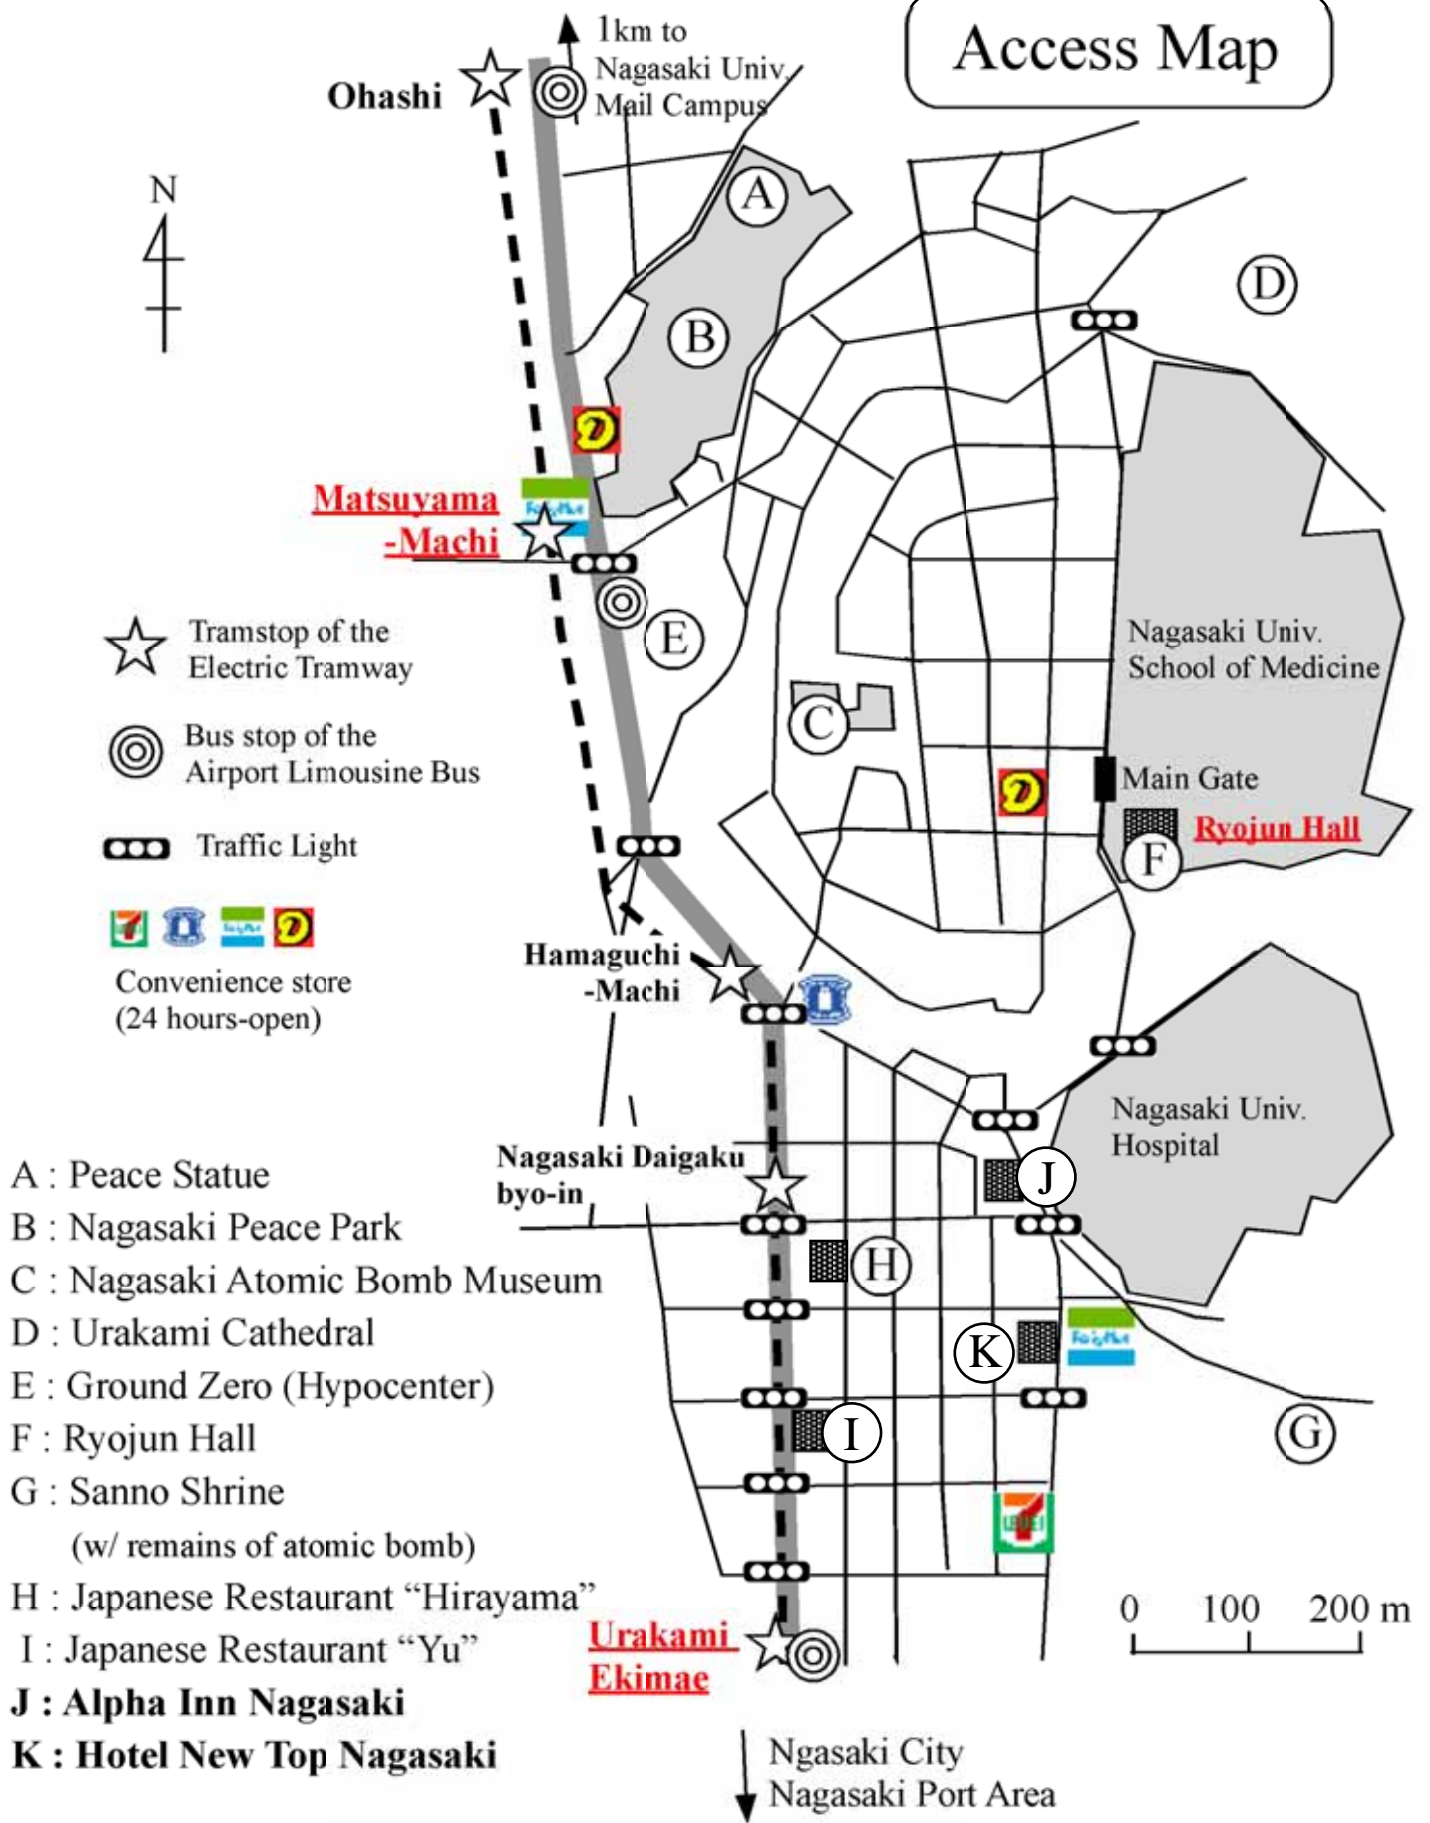 Access Map
1km to
Nagasaki Univ.
Mail Campus
Ohashi
N
A
B
D
Matsuyama
-Machi
E
Tramstop of the
Electric Tramway
Nagasaki Univ.
School of Medicine
C
Bus stop of the
Airport Limousine Bus
Main Gate
Ryojun Hall
F
Traffic Light
Convenience store
(24 hours-open)
Hamaguchi
-Machi
Nagasaki Univ.
Hospital
Nagasaki Daigaku
byo-in
J
H
K
I
G
A : Peace Statue
B : Nagasaki Peace Park
C : Nagasaki Atomic Bomb Museum
D : Urakami Cathedral
E : Ground Zero (Hypocenter)
F : Ryojun Hall
G : Sanno Shrine
(w/ remains of atomic bomb)
H : Japanese Restaurant “Hirayama”
I : Japanese Restaurant “Yu”
J : Alpha Inn Nagasaki
K : Hotel New Top Nagasaki
Urakami
Ekimae
0 100 200 m
Ngasaki City
Nagasaki Port Area